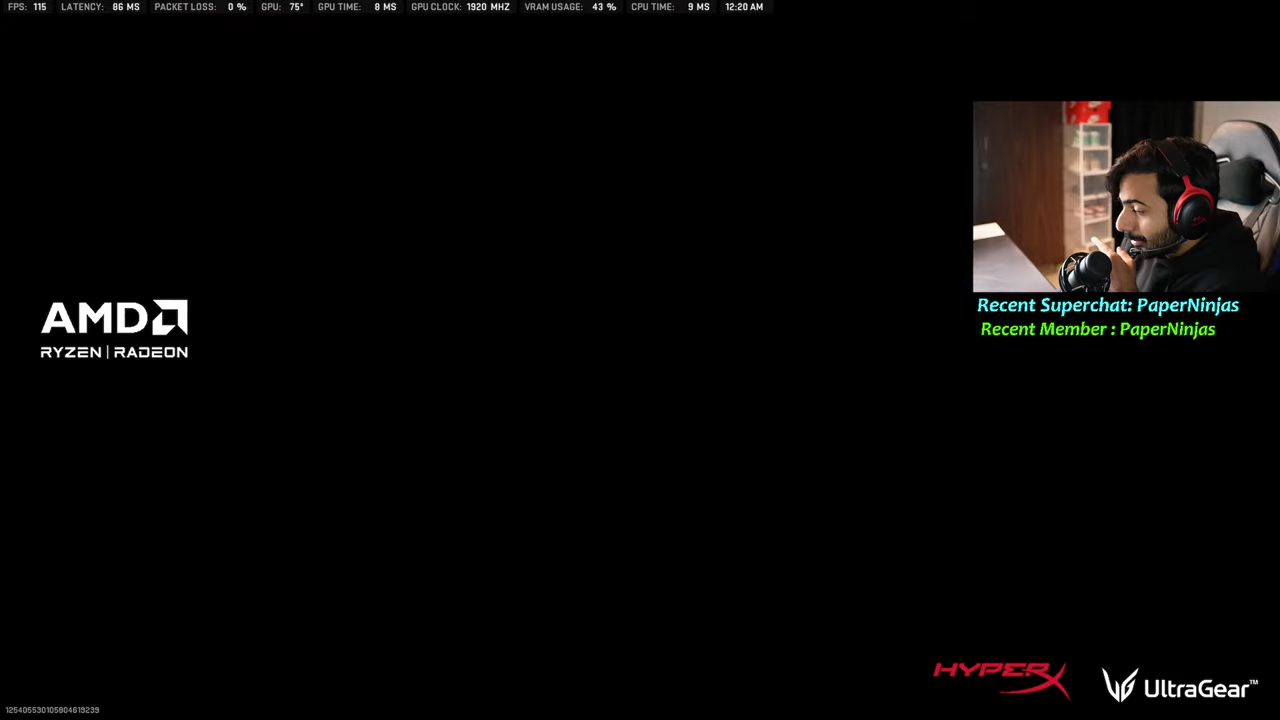 FPS: 115 LATENCY: 86 MS PACKET LOSS: 0 % GPU: 75° GPU TIME: 8 MS GPU CLOCK: 1920 MHZ VRAM USAGE: 43 % CPU TIME: 9 MS 12:20 AM
Recent Superchat: PaperNinjas
Recent Member : PaperNinjas
AMD
RYZEN | RADEON
HYPERX
UltraGear™
125405530105804619239